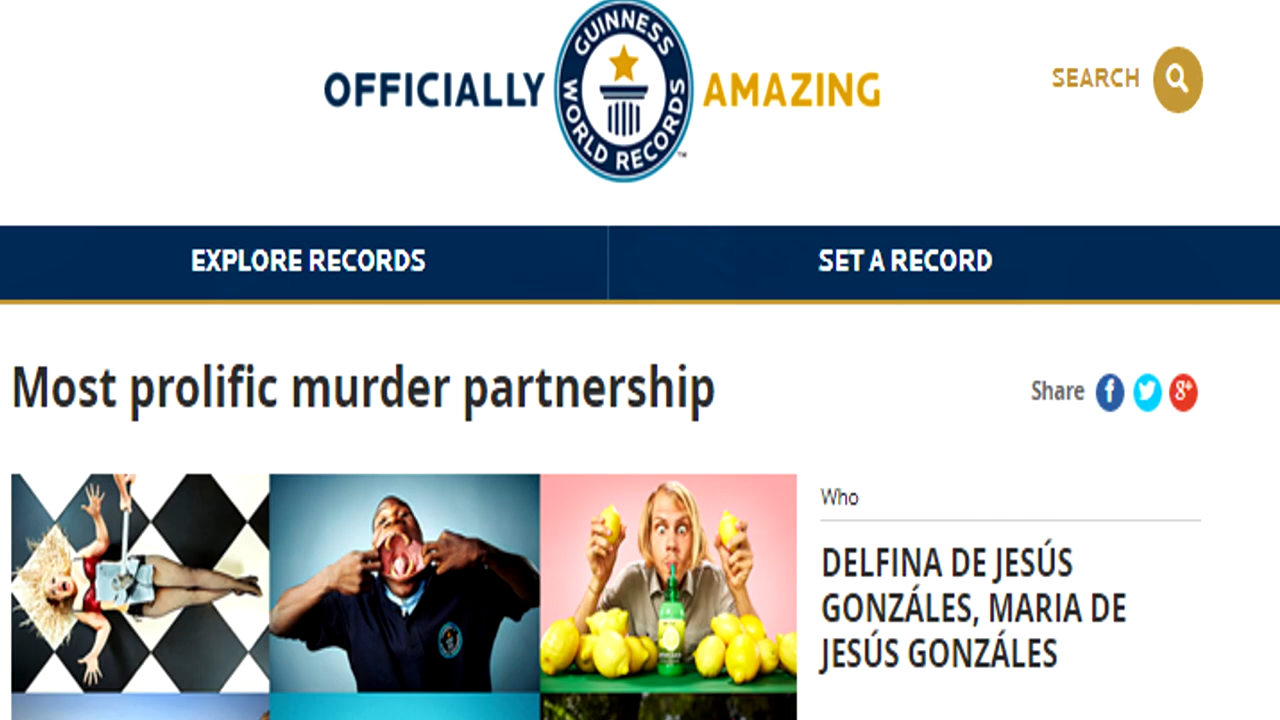 OFFICIALLY
GUINNESS
WORLD RECORDS
™
AMAZING
SEARCH
EXPLORE RECORDS
SET A RECORD
Most prolific murder partnership
Share
Who
DELFINA DE JESÚS
GONZÁLES, MARIA DE
JESÚS GONZÁLES